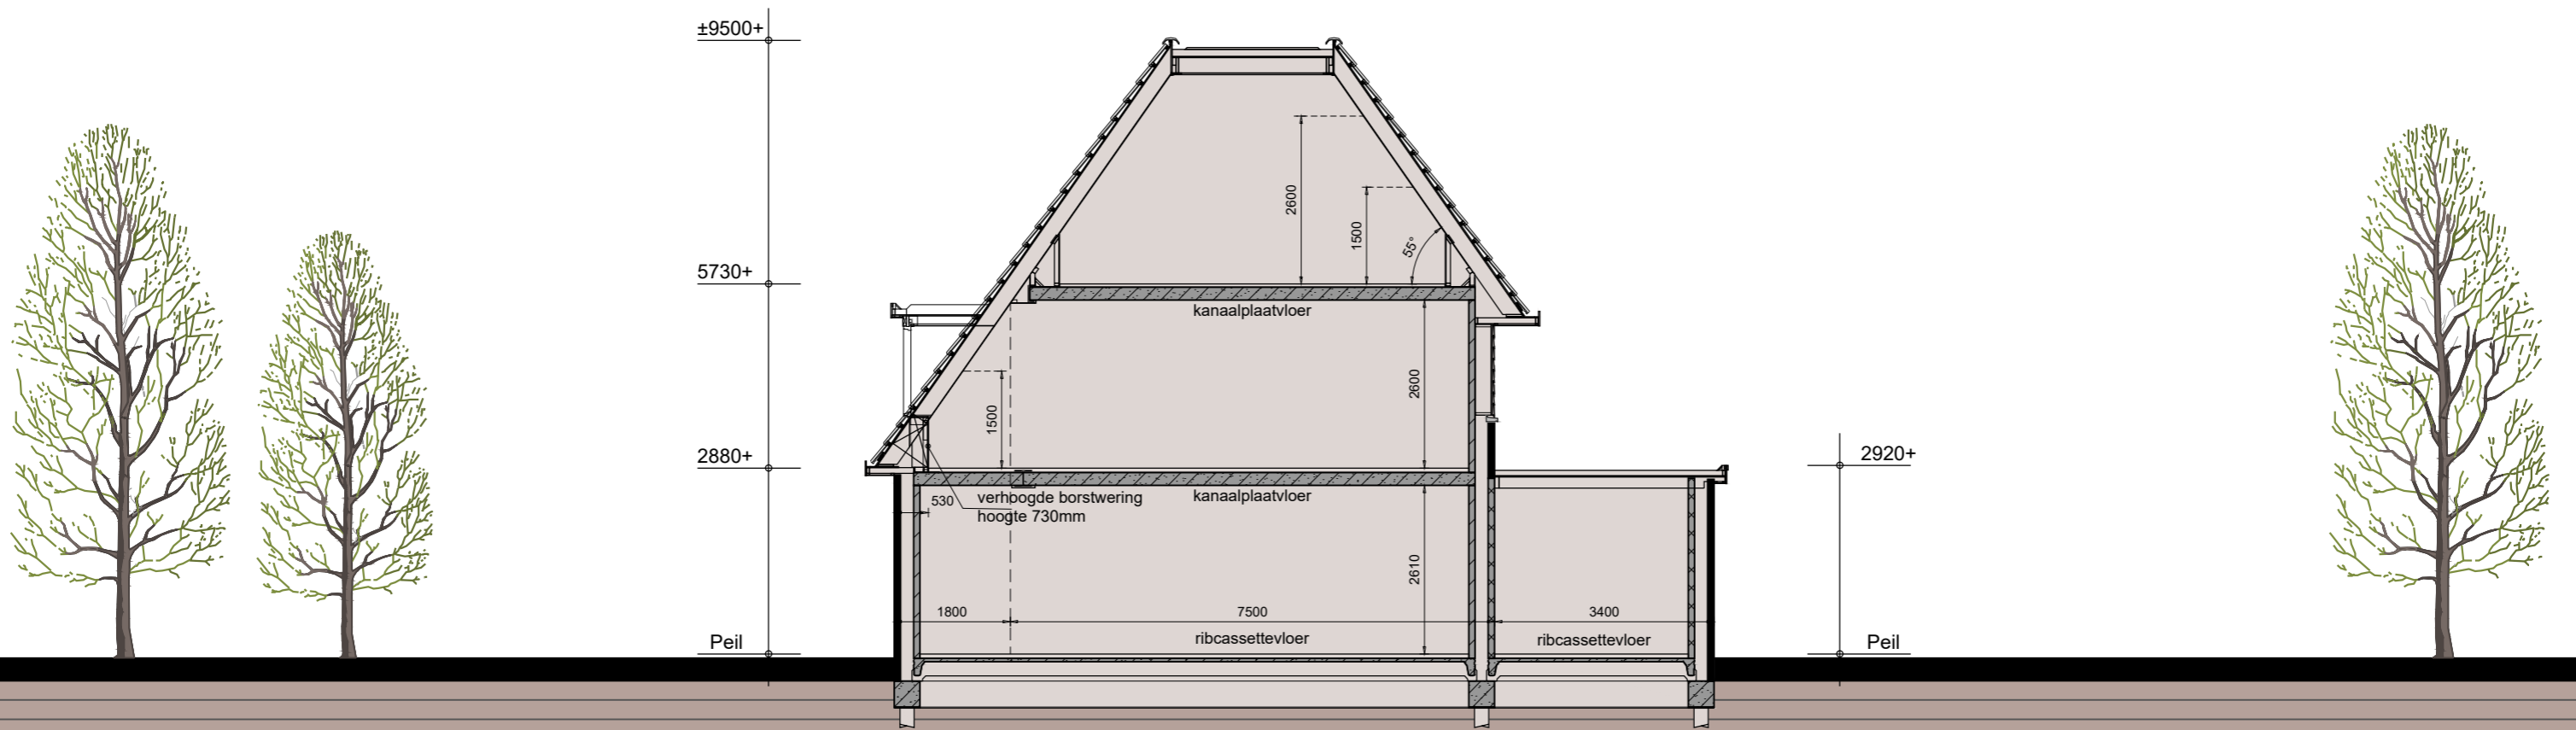 ±9500+
2600
1500
55°
5730+
kanaalplaatvloer
2600
1500
2880+
2920+
530
verhoogde borstwering
hoogte 730mm
kanaalplaatvloer
2610
1800
7500
3400
Peil
ribcassettevloer
ribcassettevloer
Peil